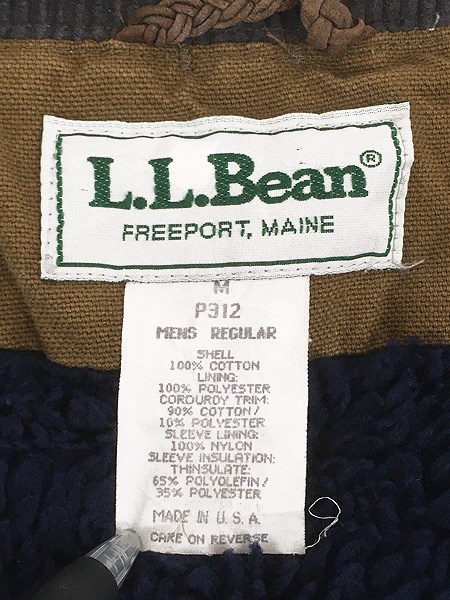 L.L.Bean®
FREEPORT, MAINE
M
P312
MENS REGULAR
SHELL
100% COTTON
LINING:
100% POLYESTER
CORDUROY TRIM:
90% COTTON/
10% POLYESTER
SLEEVE LINING:
100% NYLON
SLEEVE INSULATION:
THINSULATE:
65% POLYOLEFIN/
35% POLYESTER
MADE IN U.S.A.
CARE ON REVERSE